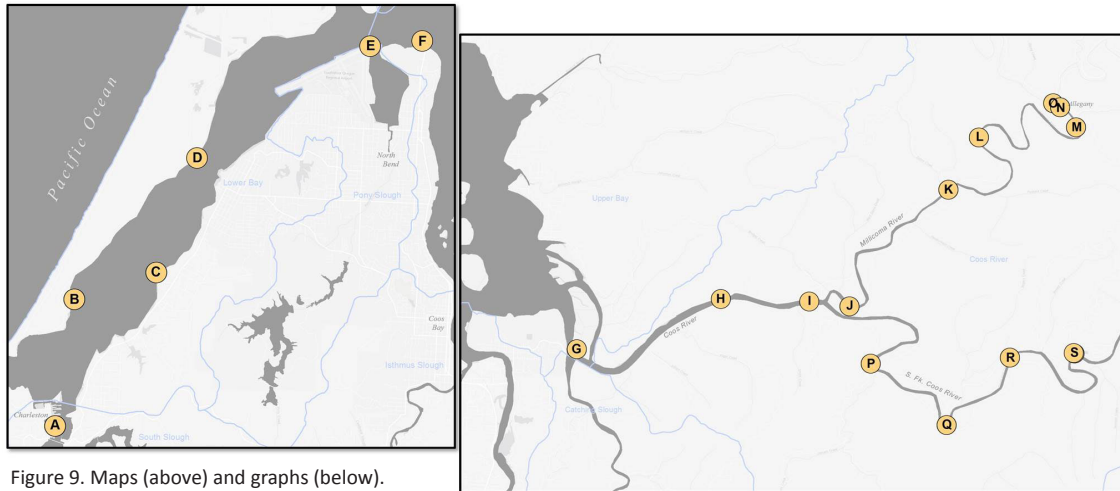 Pacific Ocean
A
B
C
D
E
F
North
Bend
Lower Bay
Pony Slough
Coos
Bay
Isthmus Slough
Charleston
South Slough
G
H
I
J
K
L
M
N
O
Allegany
P
Q
R
S
Upper Bay
Millicoma River
Coos River
Coos River
S. Fk. Coos River
Catching Slough
Figure 9. Maps (above) and graphs (below).